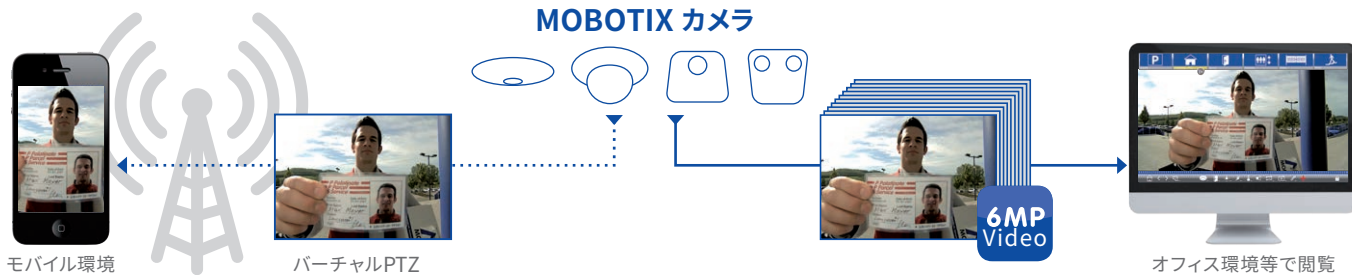 MOBOTIX カメラ
P
6MP
Video
モバイル環境
バーチャルPTZ
オフィス環境等で閲覧